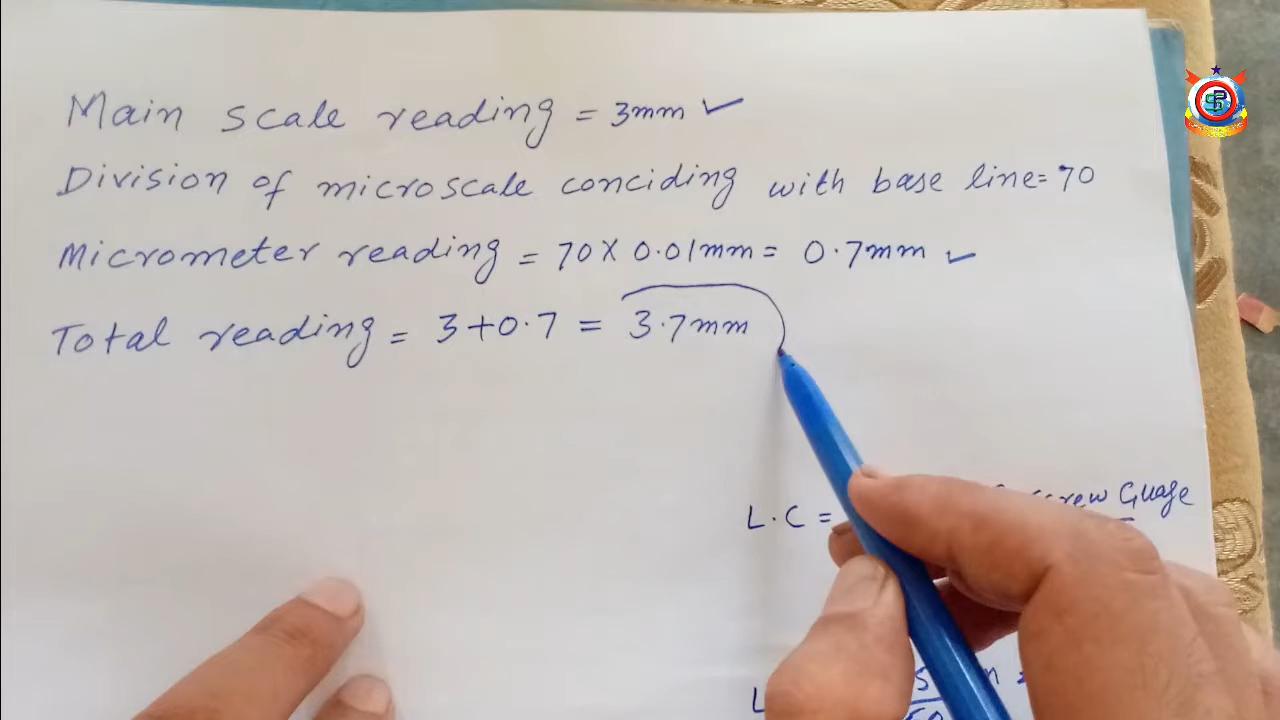 Main scale reading = 3mm ✓
Division of microscale conciding with base line = 70
Micrometer reading = 70 X 0.01mm = 0.7mm ✓
Total reading = 3+0.7 = 3.7mm
Guage
L.C =